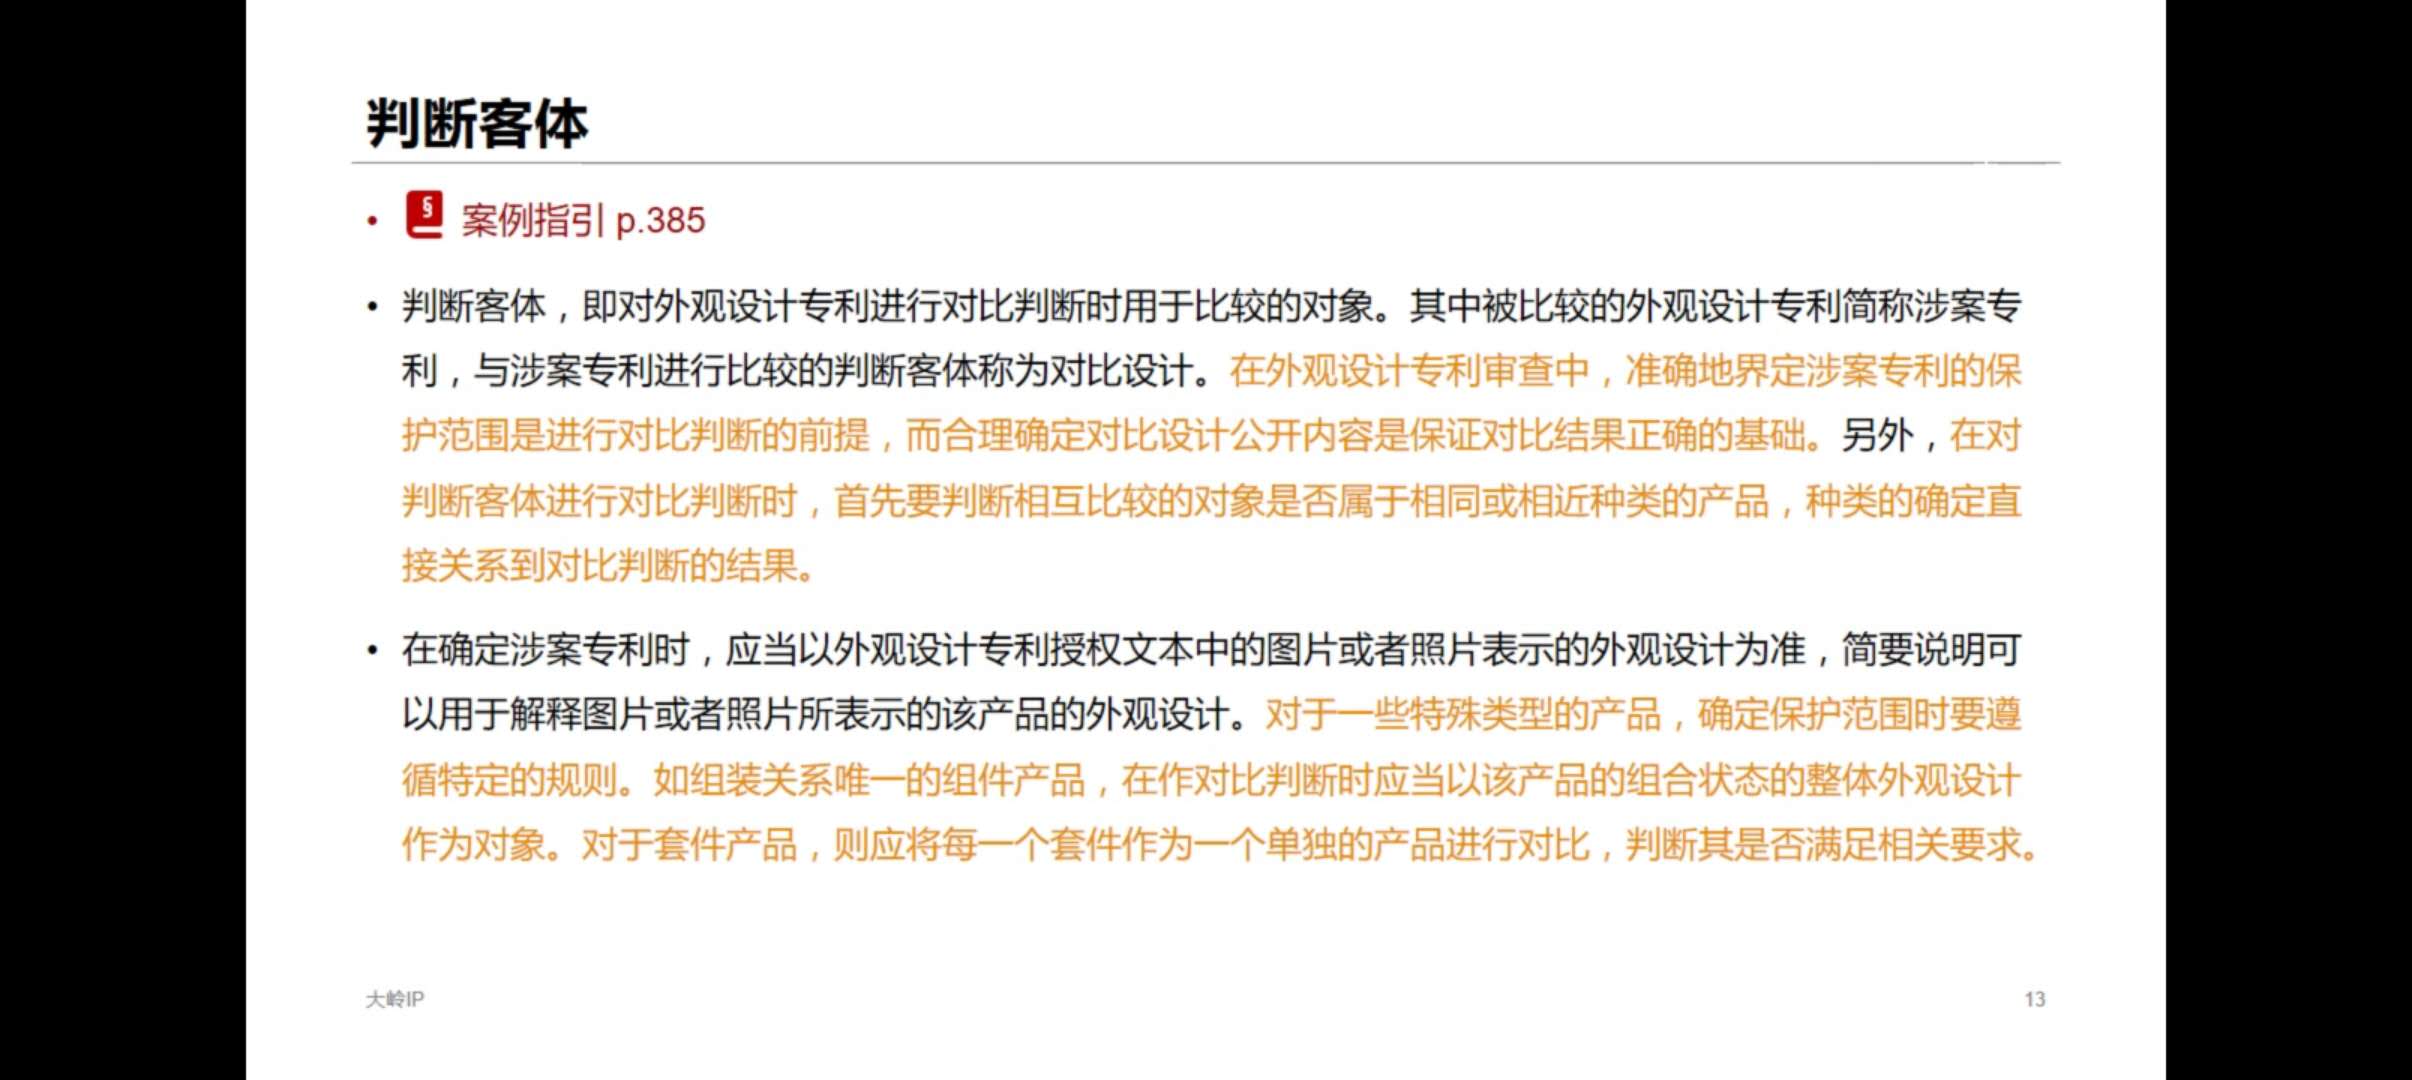 判断客体
• § 案例指引 p.385
• 判断客体，即对外观设计专利进行对比判断时用于比较的对象。其中被比较的外观设计专利简称涉案专
利，与涉案专利进行比较的判断客体称为对比设计。在外观设计专利审查中，准确地界定涉案专利的保
护范围是进行对比判断的前提，而合理确定对比设计公开内容是保证对比结果正确的基础。另外，在对
判断客体进行对比判断时，首先要判断相互比较的对象是否属于相同或相近种类的产品，种类的确定直
接关系到对比判断的结果。
• 在确定涉案专利时，应当以外观设计专利授权文本中的图片或者照片表示的外观设计为准，简要说明可
以用于解释图片或者照片所表示的该产品的外观设计。对于一些特殊类型的产品，确定保护范围时要遵
循特定的规则。如组装关系唯一的组件产品，在作对比判断时应当以该产品的组合状态的整体外观设计
作为对象。对于套件产品，则应将每一个套件作为一个单独的产品进行对比，判断其是否满足相关要求。
大岭IP
13